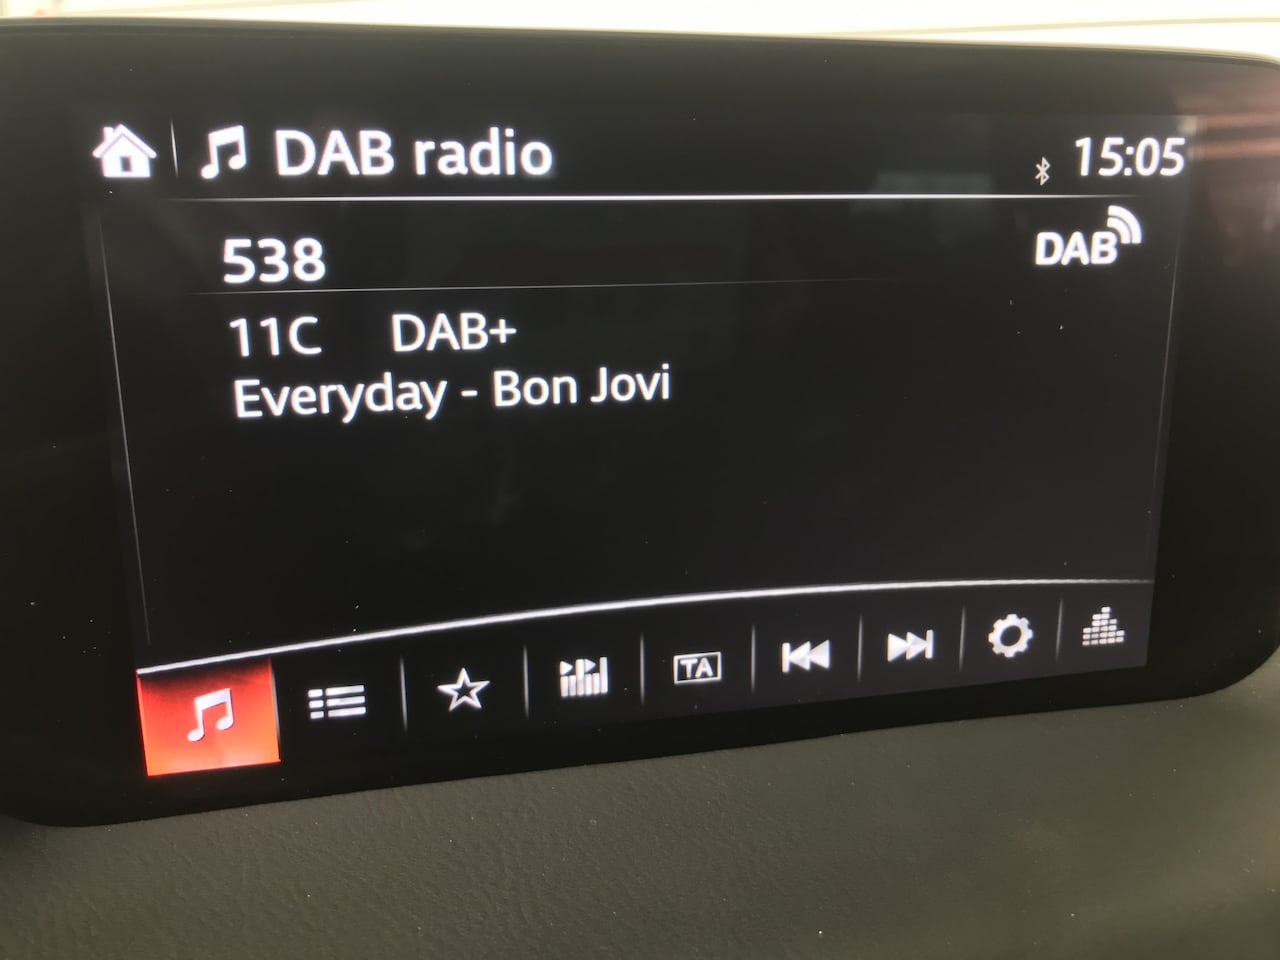 DAB radio
15:05
538
DAB
11C DAB+
Everyday - Bon Jovi
TA